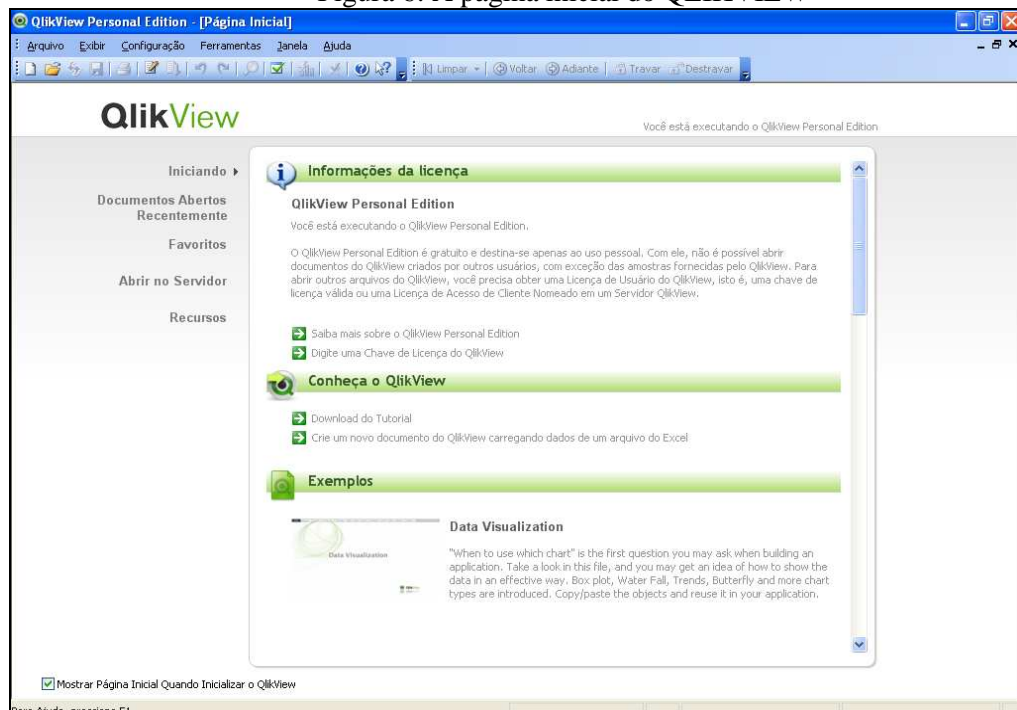 QlikView Personal Edition - [Página Inicial]
Arquivo Exibir Configuração Ferramentas Janela Ajuda
Limpar Voltar Adiante Travar Destravar
QlikView
Você está executando o QlikView Personal Edition
Iniciando
Documentos Abertos
Recentemente
Favoritos
Abrir no Servidor
Recursos
Informações da licença
QlikView Personal Edition
Você está executando o QlikView Personal Edition.
O QlikView Personal Edition é gratuito e destina-se apenas ao uso pessoal. Com ele, não é possível abrir
documentos do QlikView criados por outros usuários, com exceção das amostras fornecidas pelo QlikView. Para
abrir outros arquivos do QlikView, você precisa obter uma Licença de Usuário do QlikView, isto é, uma chave de
licença válida ou uma Licença de Acesso de Cliente Nomeado em um Servidor QlikView.
Saiba mais sobre o QlikView Personal Edition
Digite uma Chave de Licença do QlikView
Conheça o QlikView
Download do Tutorial
Crie um novo documento do QlikView carregando dados de um arquivo do Excel
Exemplos
Data Visualization
Data Visualization
"When to use which chart" is the first question you may ask when building an
application. Take a look in this file, and you may get an idea of how to show the
data in an effective way. Box plot, Water Fall, Trends, Butterfly and more chart
types are introduced. Copy/paste the objects and reuse it in your application.
Mostrar Página Inicial Quando Inicializar o QlikView